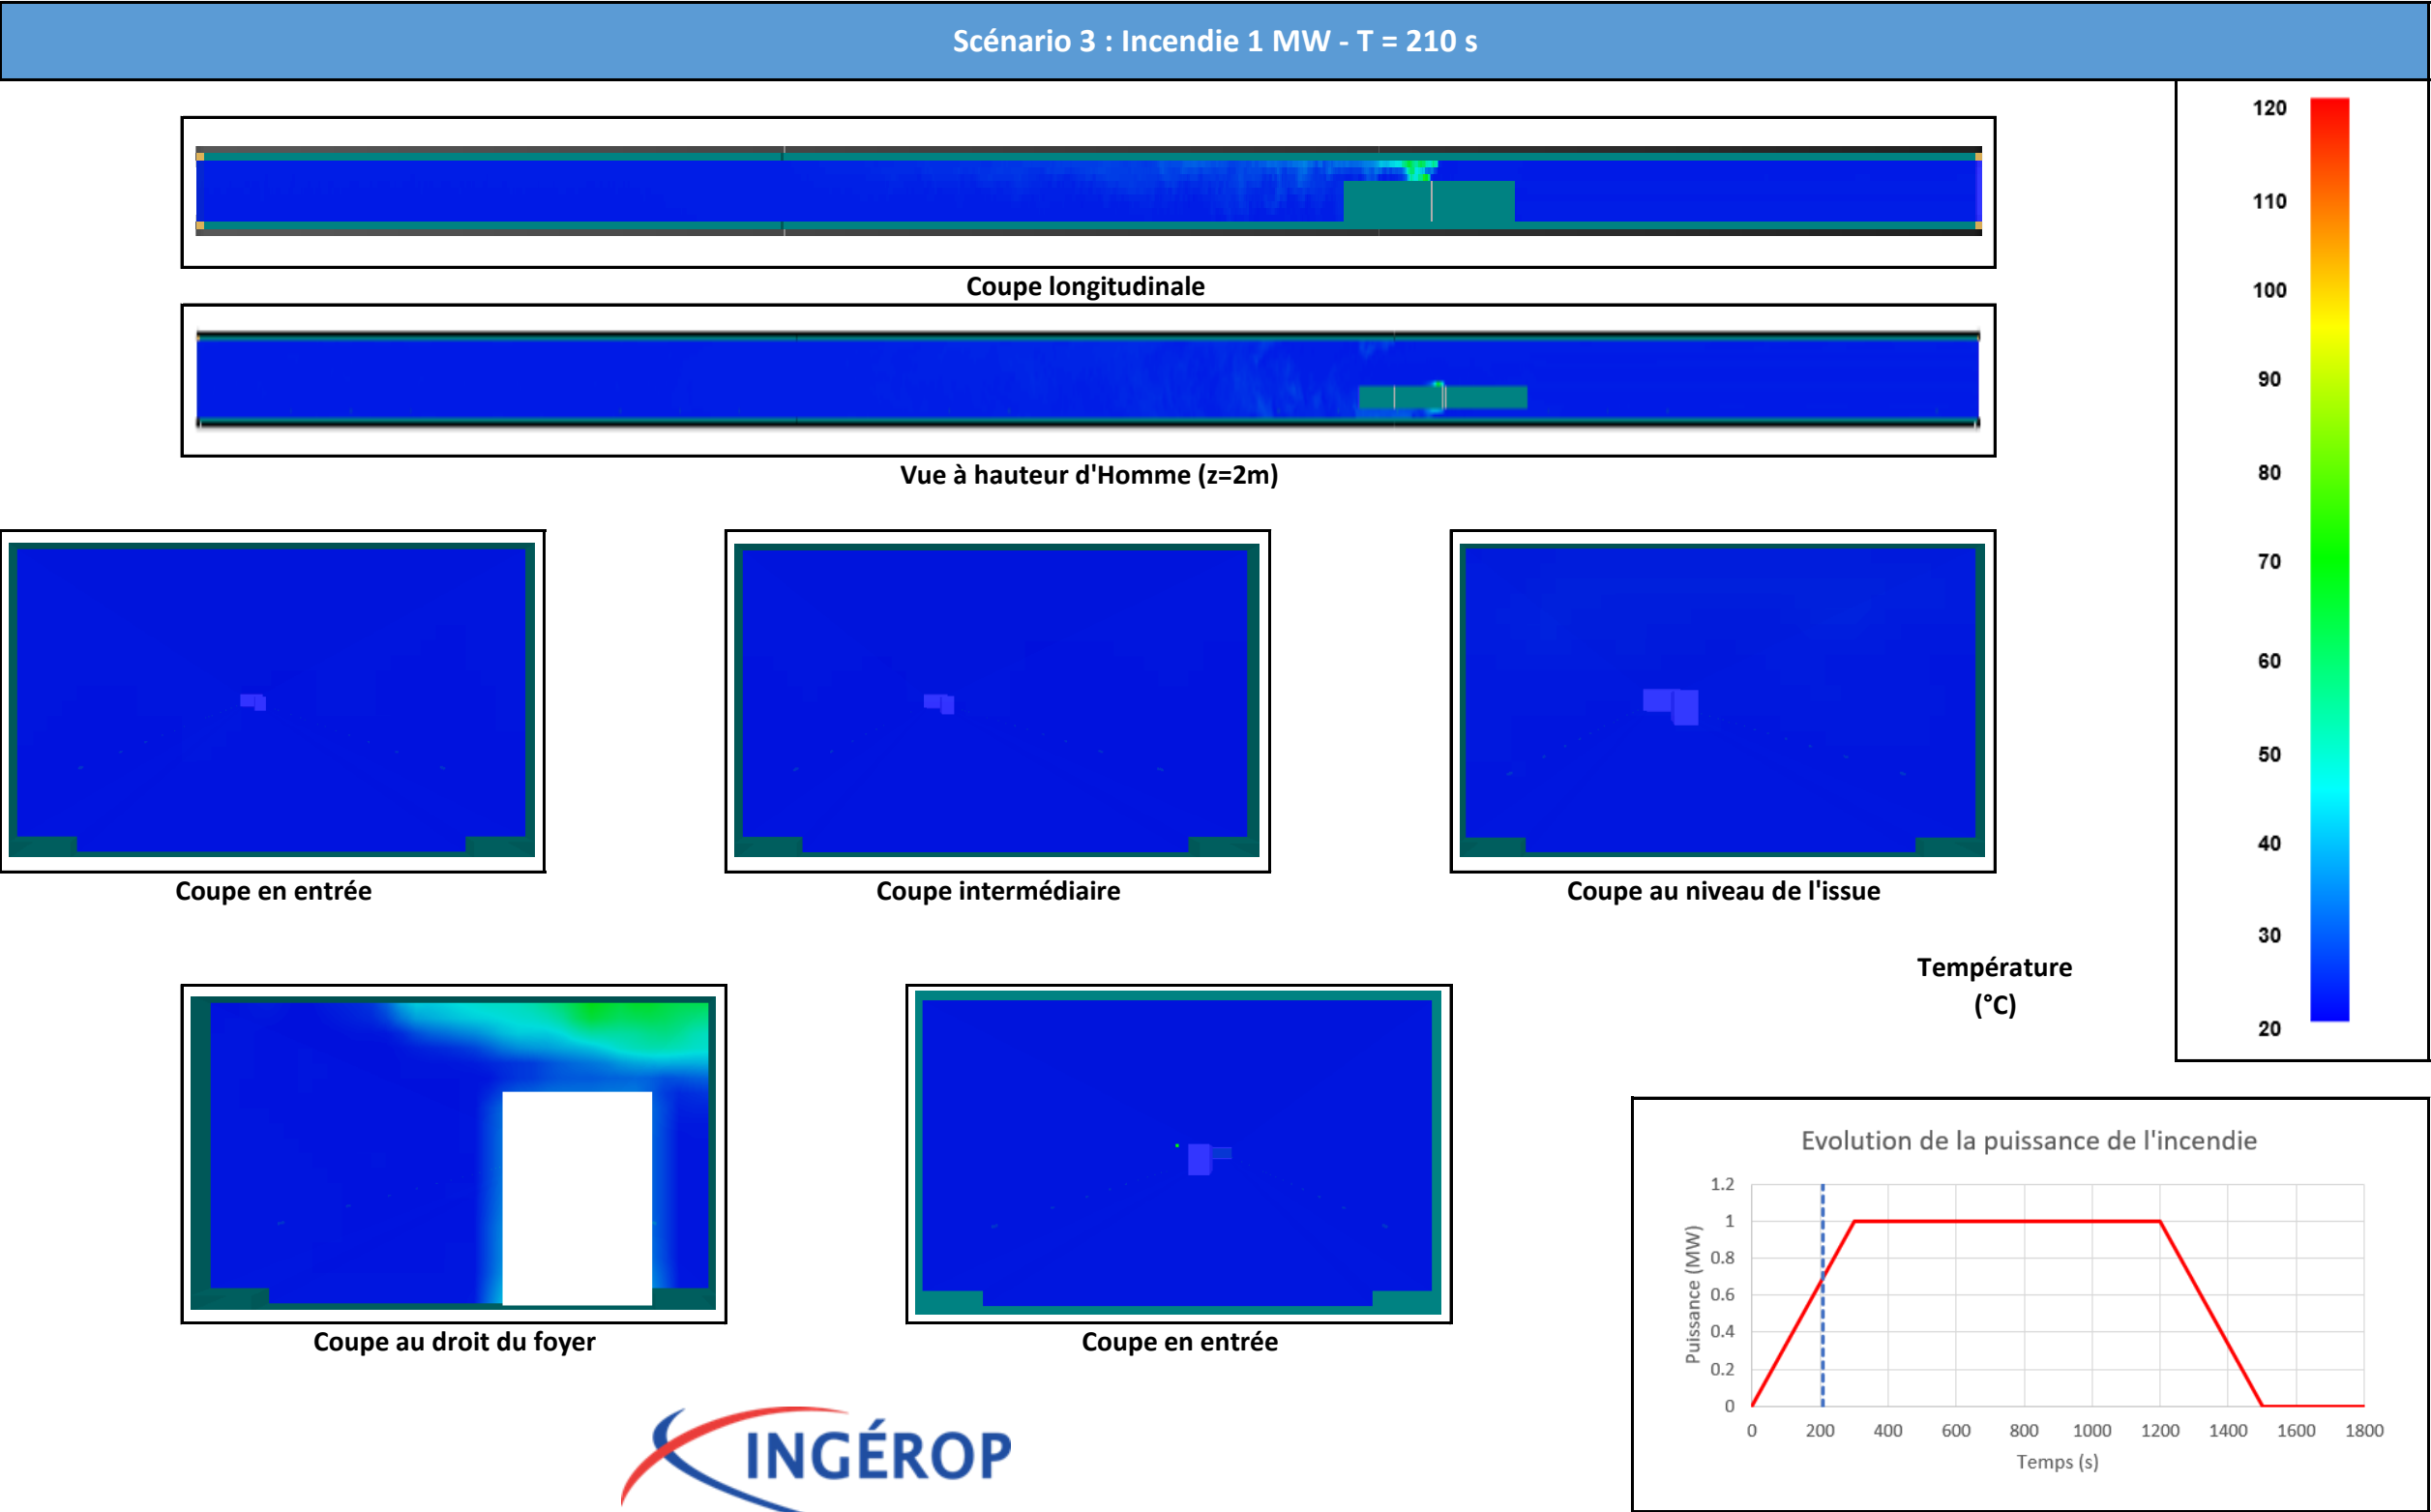 Scénario 3 : Incendie 1 MW - T = 210 s
Coupe longitudinale
Vue à hauteur d'Homme (z=2m)
Coupe en entrée
Coupe intermédiaire
Coupe au niveau de l'issue
Coupe au droit du foyer
Coupe en entrée
Température
(°C)
120
110
100
90
80
70
60
50
40
30
20
Evolution de la puissance de l'incendie
Puissance (MW)
1.2
1
0.8
0.6
0.4
0.2
0
0 200 400 600 800 1000 1200 1400 1600 1800
Temps (s)
INGÉROP